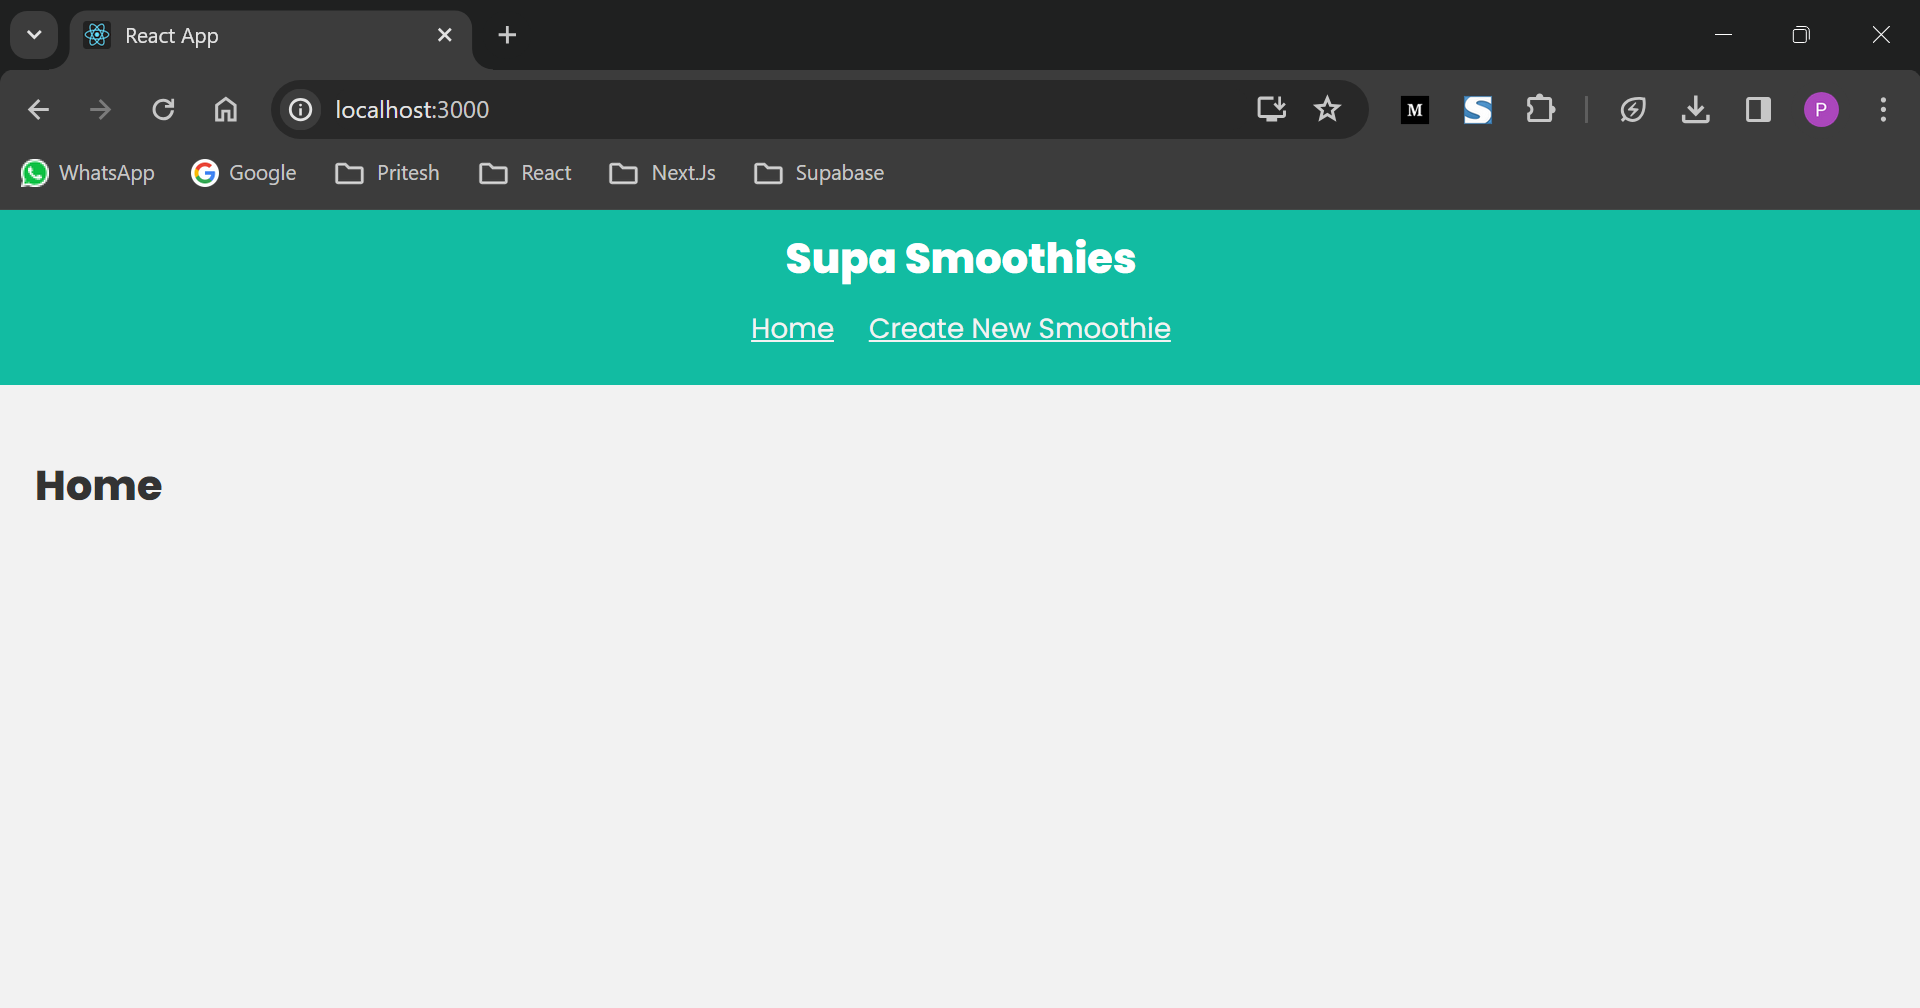 React App
localhost:3000
M
S
P
WhatsApp Google Pritesh React Next.Js Supabase
Supa Smoothies
Home Create New Smoothie
Home